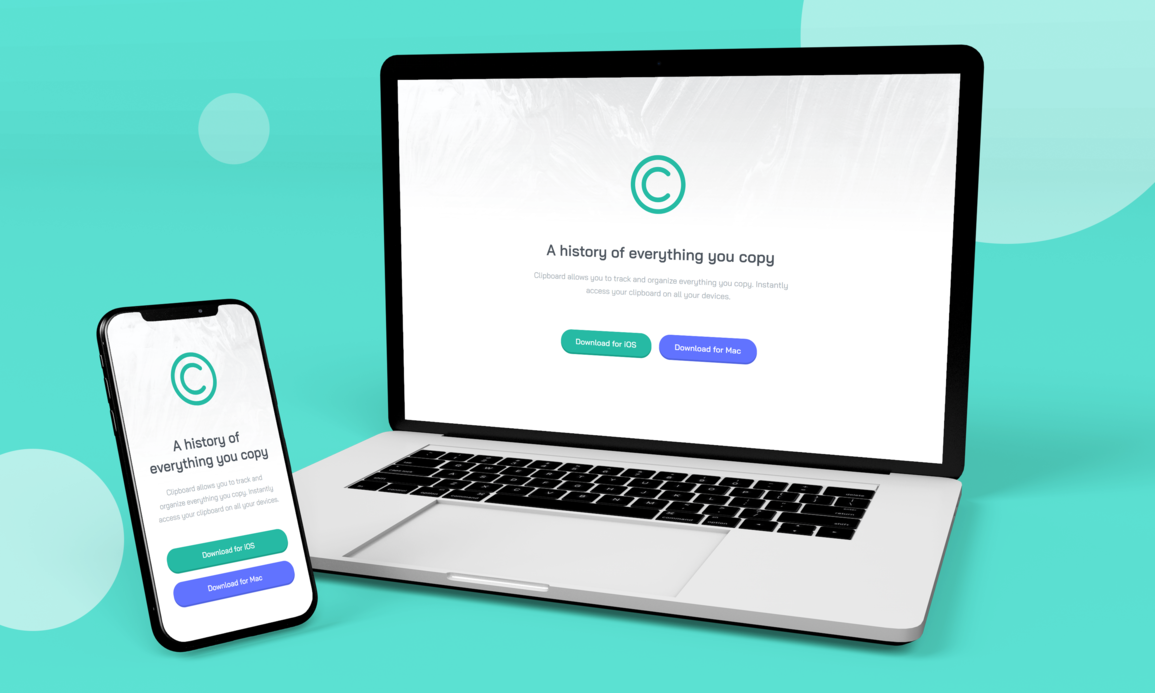 C
A history of everything you copy
Clipboard allows you to track and organize everything you copy. Instantly
access your clipboard on all your devices.
Download for iOS
Download for Mac
C
A history of
everything you copy
Clipboard allows you to track and
organize everything you copy. Instantly
access your clipboard on all your devices.
Download for iOS
Download for Mac